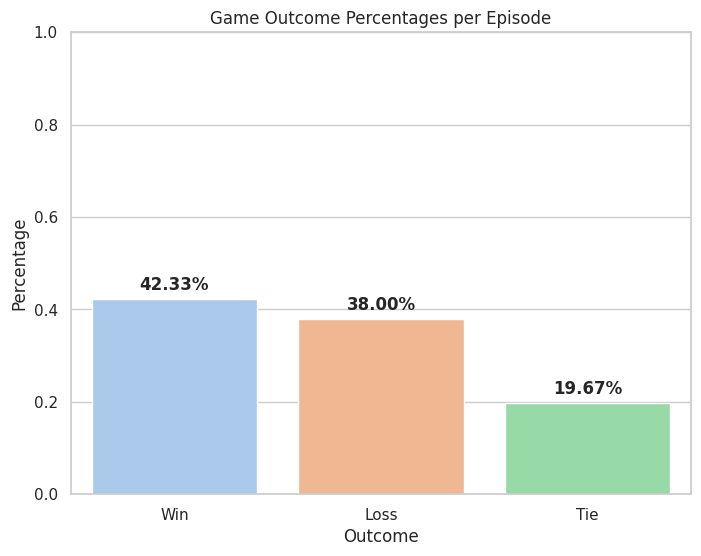 Game Outcome Percentages per Episode
1.0
0.8
0.6
0.4
0.2
0.0
Percentage
42.33%
38.00%
19.67%
Win Loss Tie
Outcome